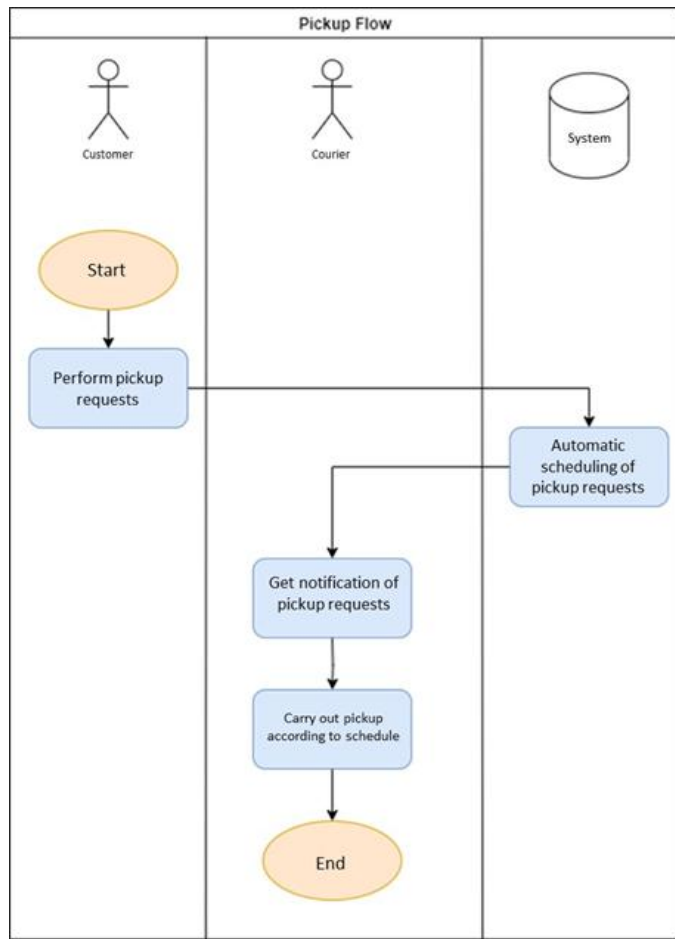 Pickup Flow
Customer
Courier
System
Start
Perform pickup
requests
Automatic
scheduling of
pickup requests
Get notification of
pickup requests
Carry out pickup
according to schedule
End